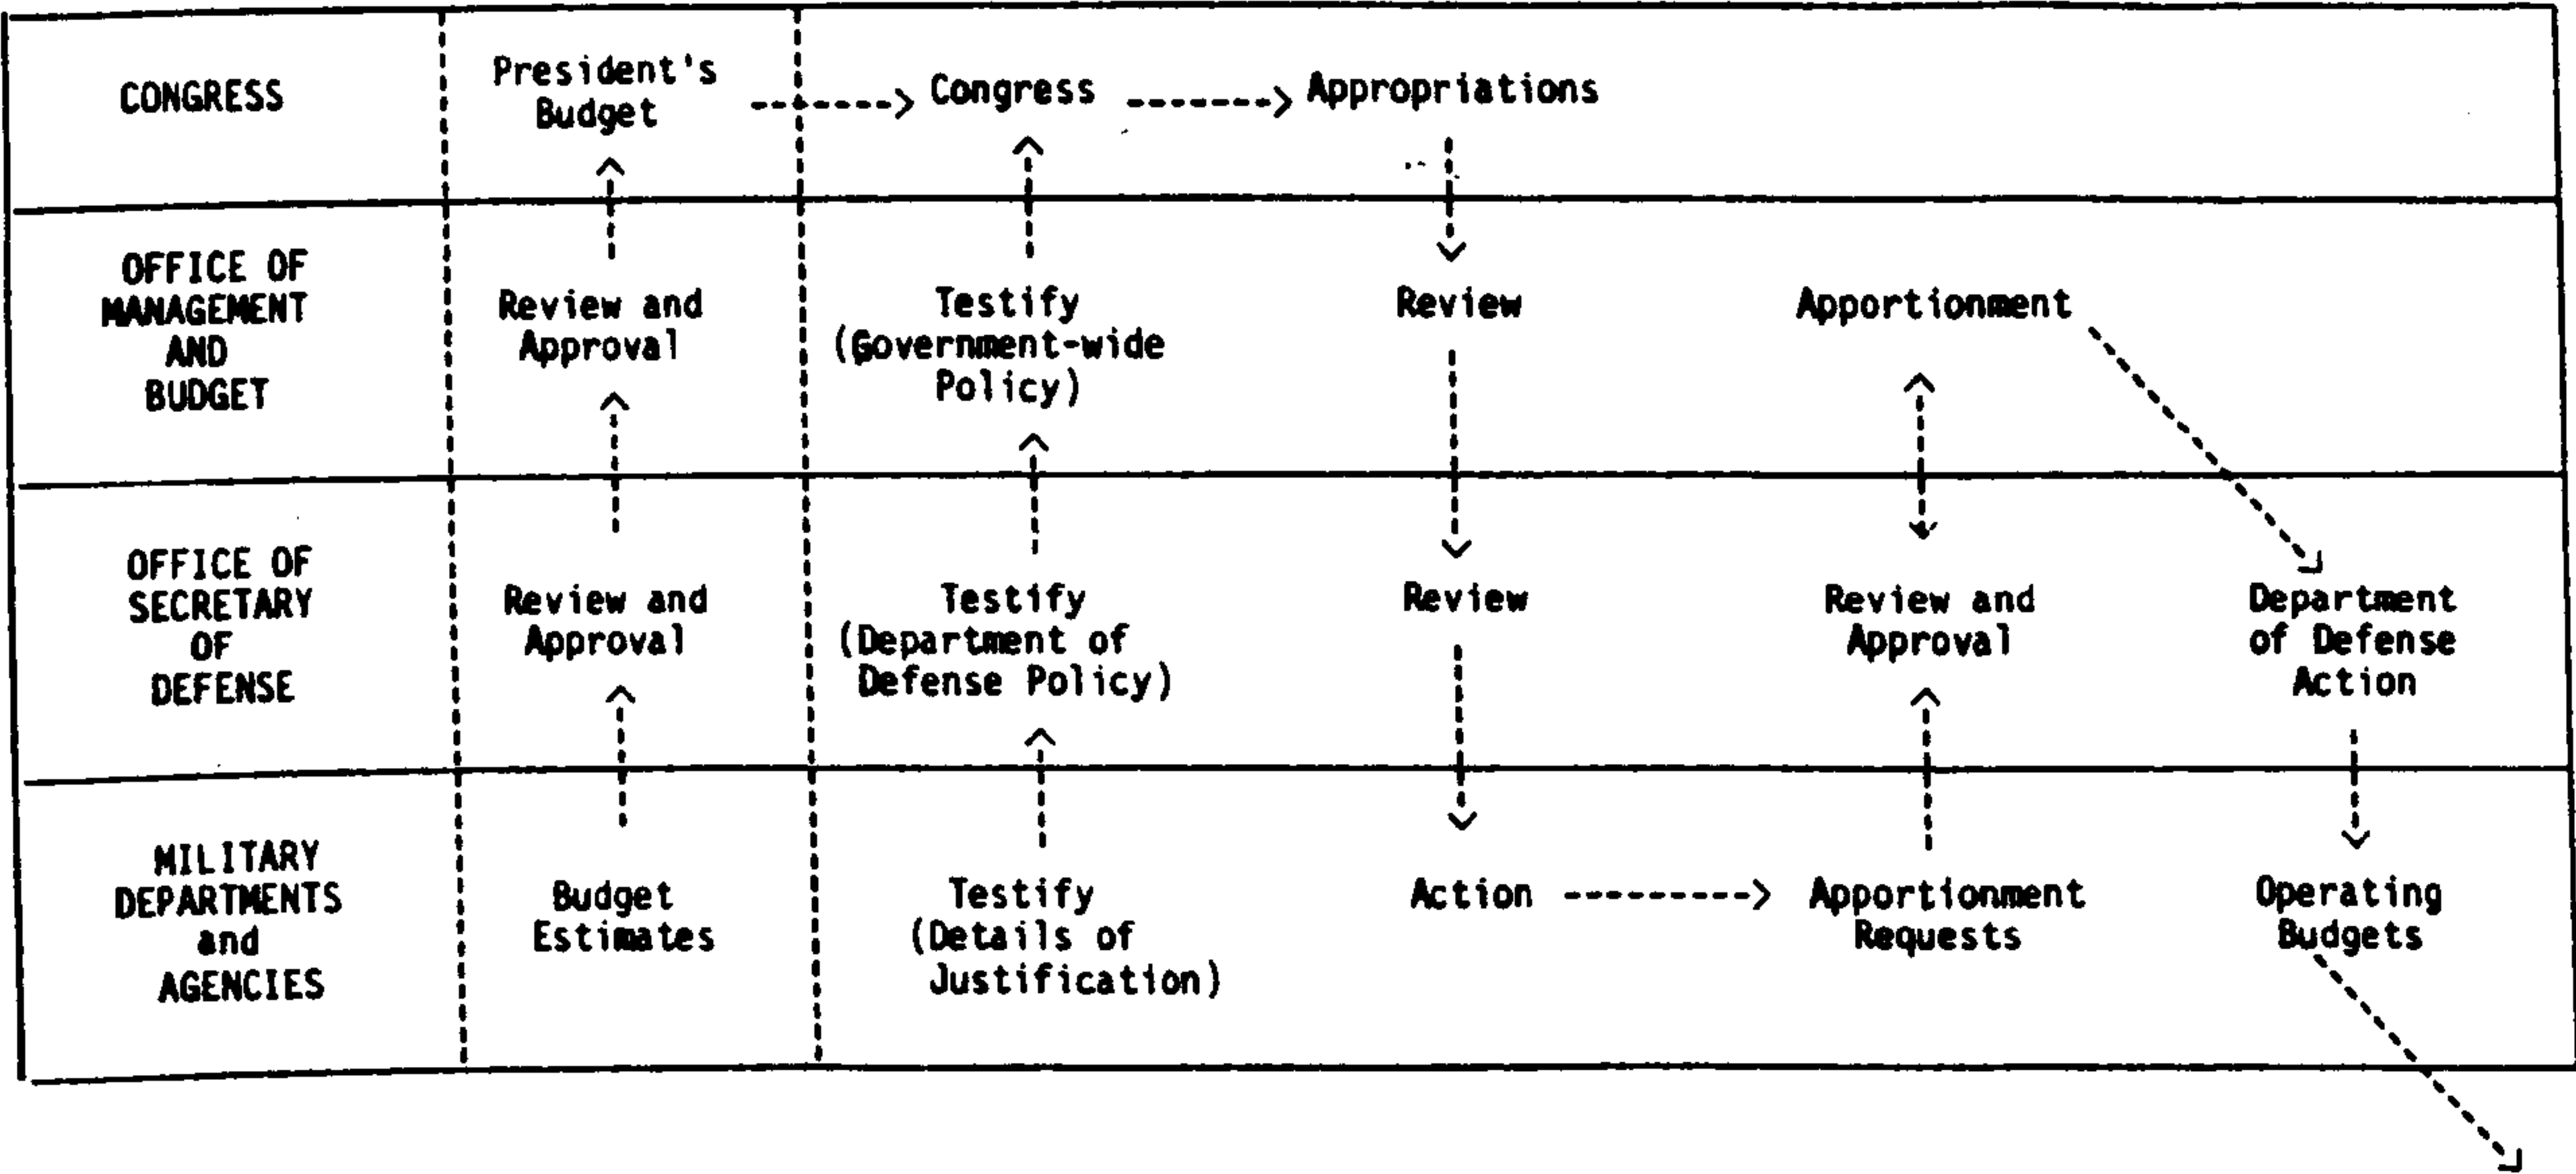 CONGRESS
President's
Budget
Congress
Appropriations
OFFICE OF
MANAGEMENT
AND
BUDGET
Review and
Approval
Testify
(Government-wide
Policy)
Review
Apportionment
OFFICE OF
SECRETARY
OF
DEFENSE
Review and
Approval
Testify
(Department of
Defense Policy)
Review
Review and
Approval
Department
of Defense
Action
MILITARY
DEPARTMENTS
and
AGENCIES
Budget
Estimates
Testify
(Details of
Justification)
Action
Apportionment
Requests
Operating
Budgets